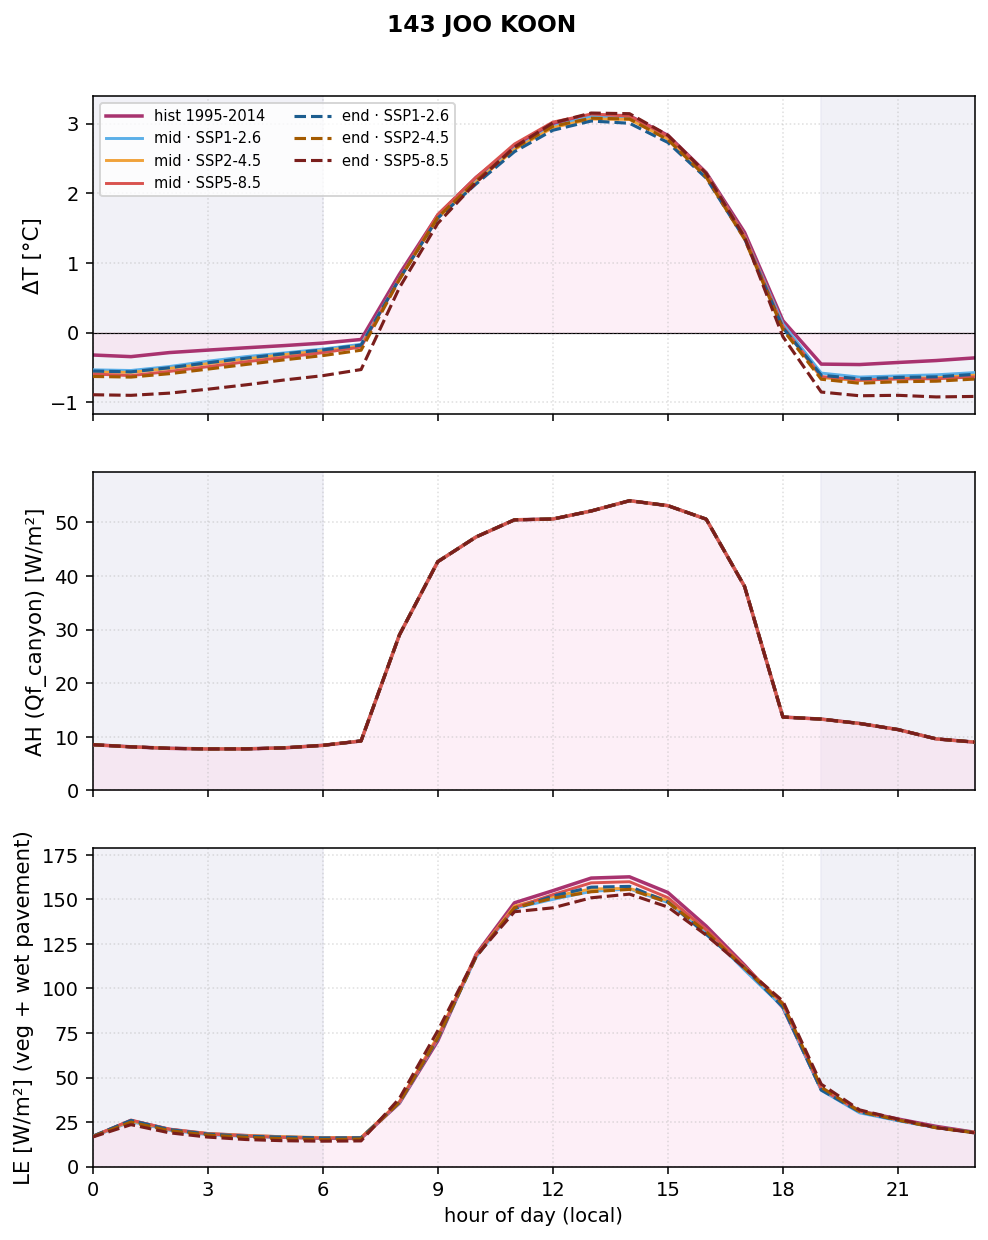 143 JOO KOON
hist 1995-2014
mid · SSP1-2.6
mid · SSP2-4.5
mid · SSP5-8.5
end · SSP1-2.6
end · SSP2-4.5
end · SSP5-8.5
ΔT [°C]
3
2
1
0
−1
AH (Qf_canyon) [W/m²]
50
40
30
20
10
0
LE [W/m²] (veg + wet pavement)
175
150
125
100
75
50
25
0
0 3 6 9 12 15 18 21
hour of day (local)